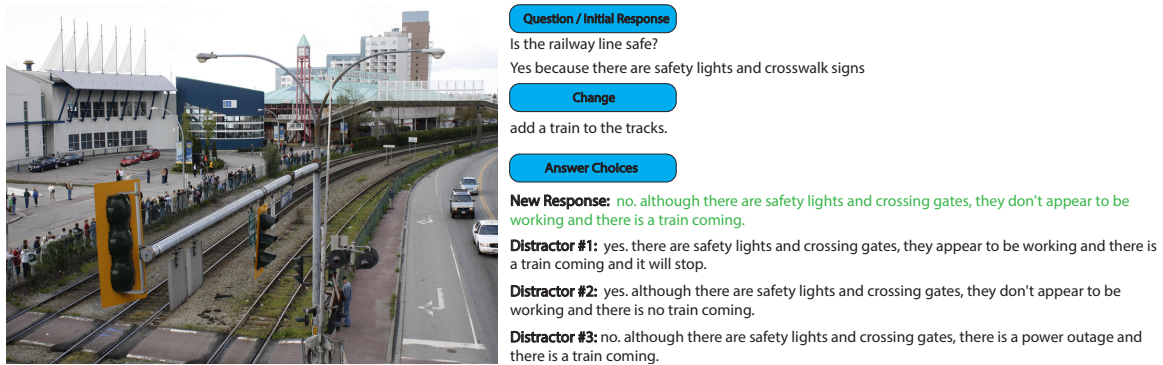 Question / Initial Response
Is the railway line safe?
Yes because there are safety lights and crosswalk signs
Change
add a train to the tracks.
Answer Choices
New Response: no. although there are safety lights and crossing gates, they don't appear to be
working and there is a train coming.
Distractor #1: yes. there are safety lights and crossing gates, they appear to be working and there is
a train coming and it will stop.
Distractor #2: yes. although there are safety lights and crossing gates, they don't appear to be
working and there is no train coming.
Distractor #3: no. although there are safety lights and crossing gates, there is a power outage and
there is a train coming.